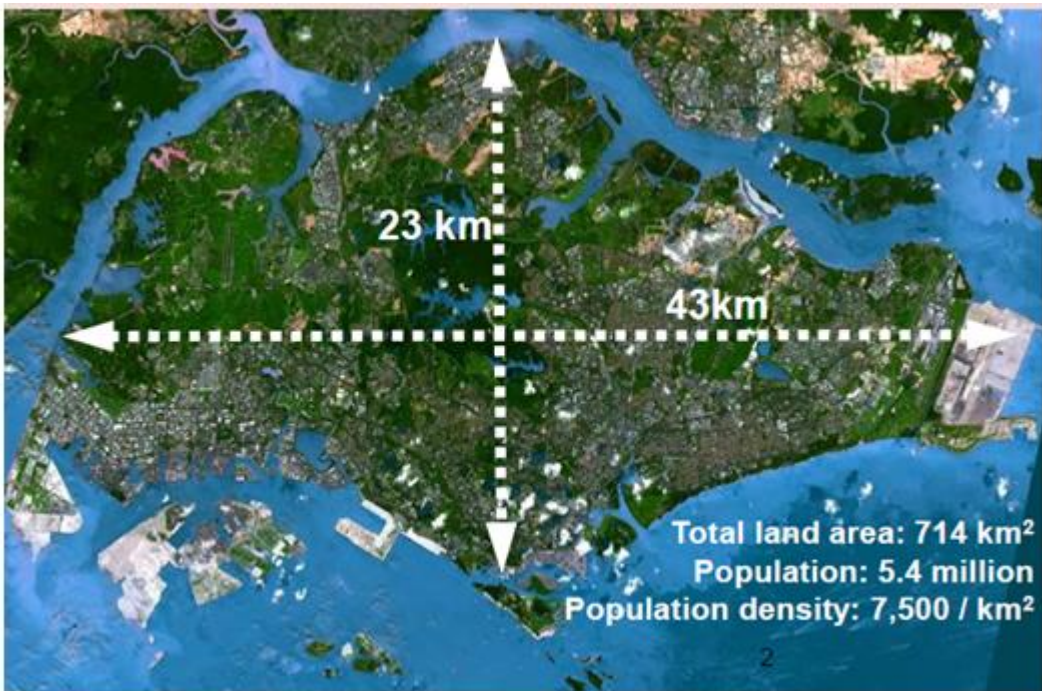 23 km
43km
Total land area: 714 km²
Population: 5.4 million
Population density: 7,500 / km²
2